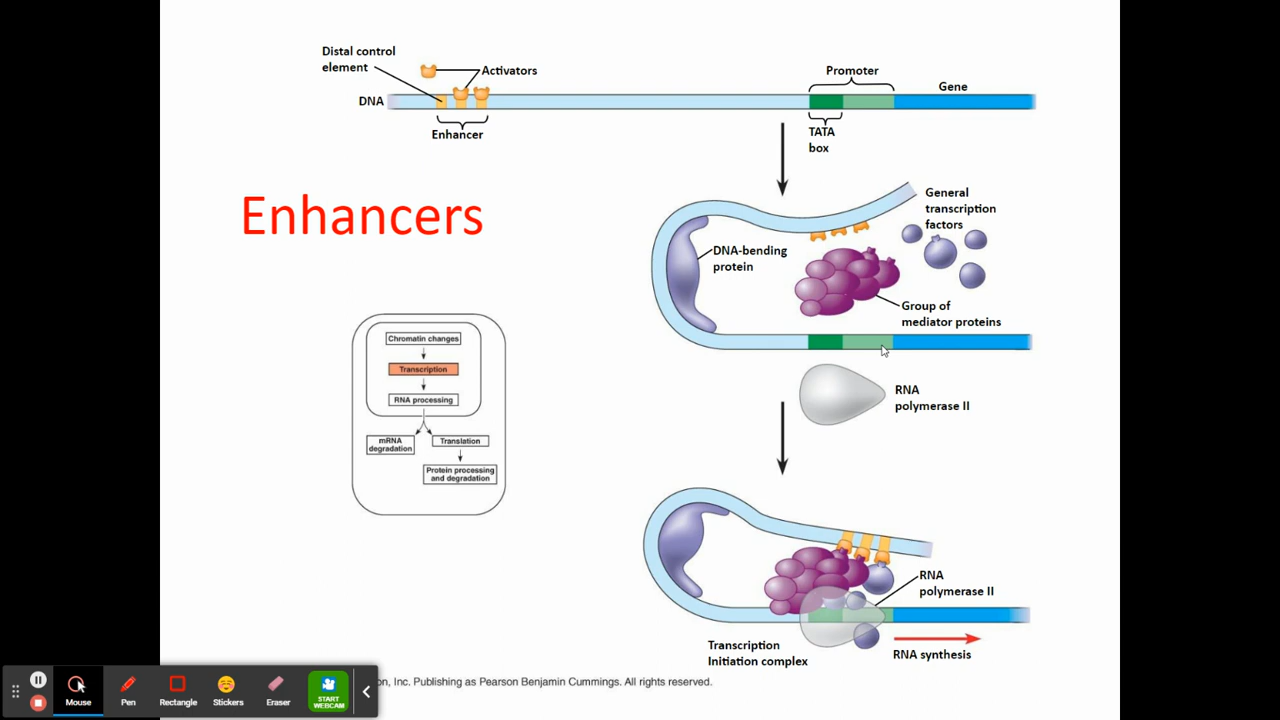 Distal control
element
Activators
Promoter
Gene
DNA
Enhancer
TATA
box
Enhancers
General
transcription
factors
DNA-bending
protein
Group of
mediator proteins
RNA
polymerase II
Chromatin changes
Transcription
RNA processing
mRNA
degradation
Translation
Protein processing
and degradation
RNA
polymerase II
Transcription
Initiation complex
RNA synthesis
Inc. Publishing as Pearson Benjamin Cummings. All rights reserved.
Mouse
Pen
Rectangle
Stickers
Eraser
START
WEBCAM